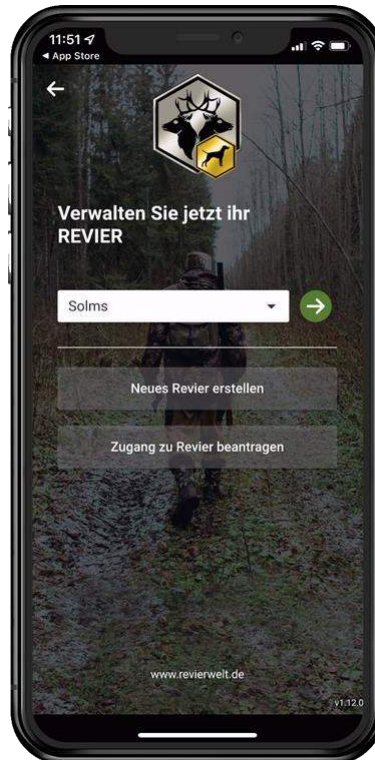 11:51
◀ App Store
Verwalten Sie jetzt ihr
REVIER
Solms
Neues Revier erstellen
Zugang zu Revier beantragen
www.revierwelt.de
v1.12.0